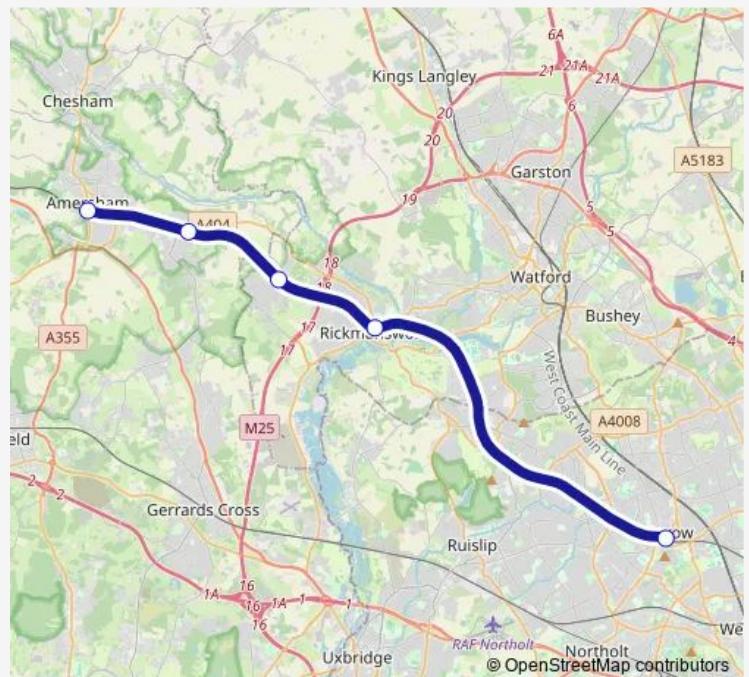 6A
Kings Langley
21
21A
21A
Chesham
20
6
20
Garston
A5183
19
Amersham
A404
5
5
18
18
Watford
Bushey
17
A355
17
4
West Coast Main Line
M25
A4008
eld
2
2
Gerrards Cross
Ruislip
ow
16
1A
16
1A
1
1
16
RAF Northolt
Northolt
We
Uxbridge
© OpenStreetMap contributors